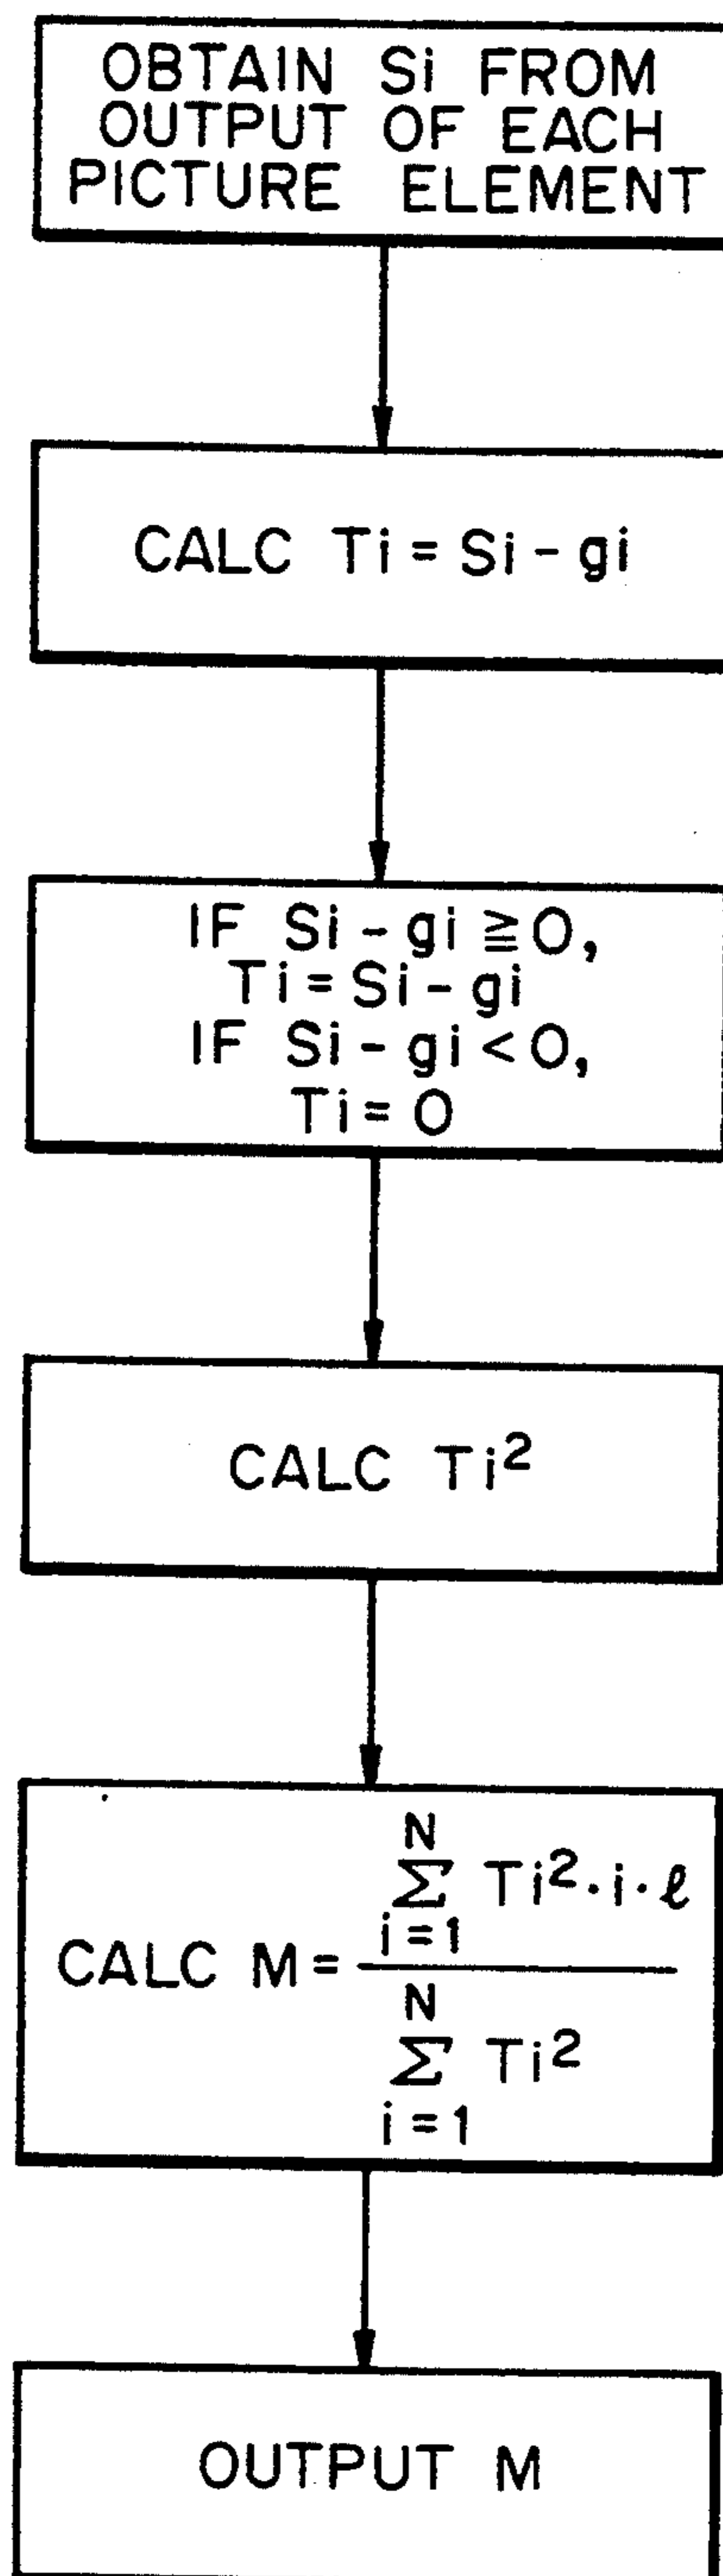 OBTAIN Si FROM
OUTPUT OF EACH
PICTURE ELEMENT
CALC Ti = Si - gi
IF Si - gi ≧ 0,
Ti = Si - gi
IF Si - gi < 0,
Ti = 0
CALC Ti²
N
Σ Ti²·i·ℓ
i = 1
CALC M =
N
Σ Ti²
i = 1
OUTPUT M